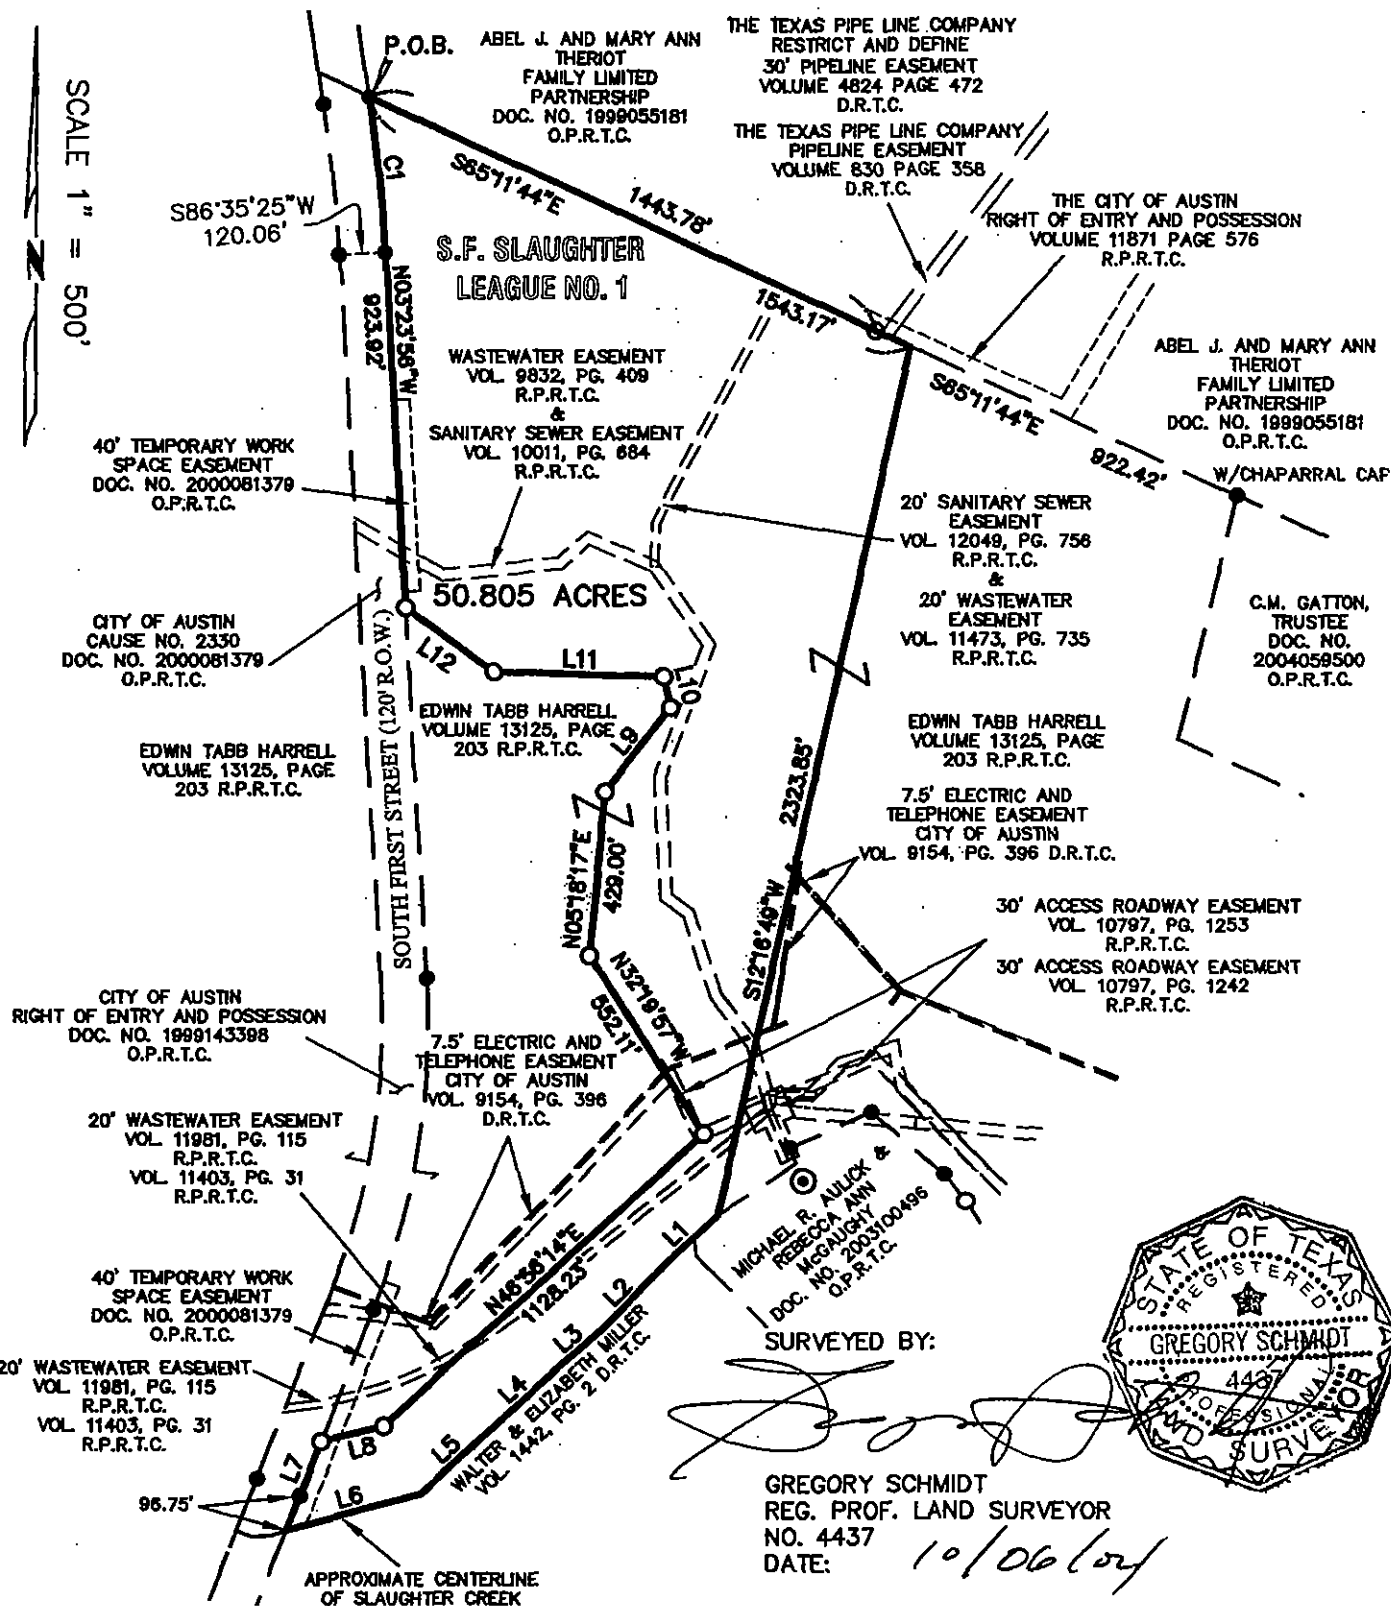 P.O.B.
ABEL J. AND MARY ANN
THERIOT
FAMILY LIMITED
PARTNERSHIP
DOC. NO. 1999055181
O.P.R.T.C.
THE TEXAS PIPE LINE COMPANY
RESTRICT AND DEFINE
30' PIPELINE EASEMENT
VOLUME 4824 PAGE 472
D.R.T.C.
THE TEXAS PIPE LINE COMPANY
PIPELINE EASEMENT
VOLUME 830 PAGE 358
D.R.T.C.
THE CITY OF AUSTIN
RIGHT OF ENTRY AND POSSESSION
VOLUME 11871 PAGE 576
R.P.R.T.C.
SCALE 1" = 500'
N
C1
S65°11'44"E
1443.78'
1543.17'
S86°35'25"W
120.06'
S.F. SLAUGHTER
LEAGUE NO. 1
N03°23'58"W
923.92'
ABEL J. AND MARY ANN
THERIOT
FAMILY LIMITED
PARTNERSHIP
DOC. NO. 1999055181
O.P.R.T.C.
S65°11'44"E
922.42'
W/CHAPARRAL CAP
WASTEWATER EASEMENT
VOL. 9832, PG. 409
R.P.R.T.C.
&
SANITARY SEWER EASEMENT
VOL. 10011, PG. 684
R.P.R.T.C.
40' TEMPORARY WORK
SPACE EASEMENT
DOC. NO. 2000081379
O.P.R.T.C.
20' SANITARY SEWER
EASEMENT
VOL. 12049, PG. 756
R.P.R.T.C.
&
20' WASTEWATER
EASEMENT
VOL. 11473, PG. 735
R.P.R.T.C.
50.805 ACRES
C.M. GATTON,
TRUSTEE
DOC. NO.
2004059500
O.P.R.T.C.
CITY OF AUSTIN
CAUSE NO. 2330
DOC. NO. 2000081379
O.P.R.T.C.
L12
L11
L10
L9
EDWIN TABB HARRELL
VOLUME 13125, PAGE
203 R.P.R.T.C.
EDWIN TABB HARRELL
VOLUME 13125, PAGE
203 R.P.R.T.C.
EDWIN TABB HARRELL
VOLUME 13125, PAGE
203 R.P.R.T.C.
SOUTH FIRST STREET (120' R.O.W.)
2323.85'
S12°16'49"W
7.5' ELECTRIC AND
TELEPHONE EASEMENT
CITY OF AUSTIN
VOL. 9154, PG. 396 D.R.T.C.
N05°18'17"E
429.00'
30' ACCESS ROADWAY EASEMENT
VOL. 10797, PG. 1253
R.P.R.T.C.
30' ACCESS ROADWAY EASEMENT
VOL. 10797, PG. 1242
R.P.R.T.C.
N32°19'57"W
552.11'
CITY OF AUSTIN
RIGHT OF ENTRY AND POSSESSION
DOC. NO. 1999143398
O.P.R.T.C.
7.5' ELECTRIC AND
TELEPHONE EASEMENT
CITY OF AUSTIN
VOL. 9154, PG. 396
D.R.T.C.
20' WASTEWATER EASEMENT
VOL. 11981, PG. 115
R.P.R.T.C.
VOL. 11403, PG. 31
R.P.R.T.C.
MICHAEL R. AULICK &
REBECCA ANN
McGAUGHY
DOC. NO. 2003100496
O.P.R.T.C.
N46°56'14"E
1128.23'
L1
L2
L3
L4
L5
L6
L7
L8
40' TEMPORARY WORK
SPACE EASEMENT
DOC. NO. 2000081379
O.P.R.T.C.
20' WASTEWATER EASEMENT
VOL. 11981, PG. 115
R.P.R.T.C.
VOL. 11403, PG. 31
R.P.R.T.C.
WALTER & ELIZABETH MILLER
VOL. 1442, PG. 2 D.R.T.C.
96.75'
APPROXIMATE CENTERLINE
OF SLAUGHTER CREEK
SURVEYED BY:
GREGORY SCHMIDT
REG. PROF. LAND SURVEYOR
NO. 4437
DATE: 10/06/04
STATE OF TEXAS
REGISTERED
GREGORY SCHMIDT
4437
PROFESSIONAL
LAND SURVEYOR